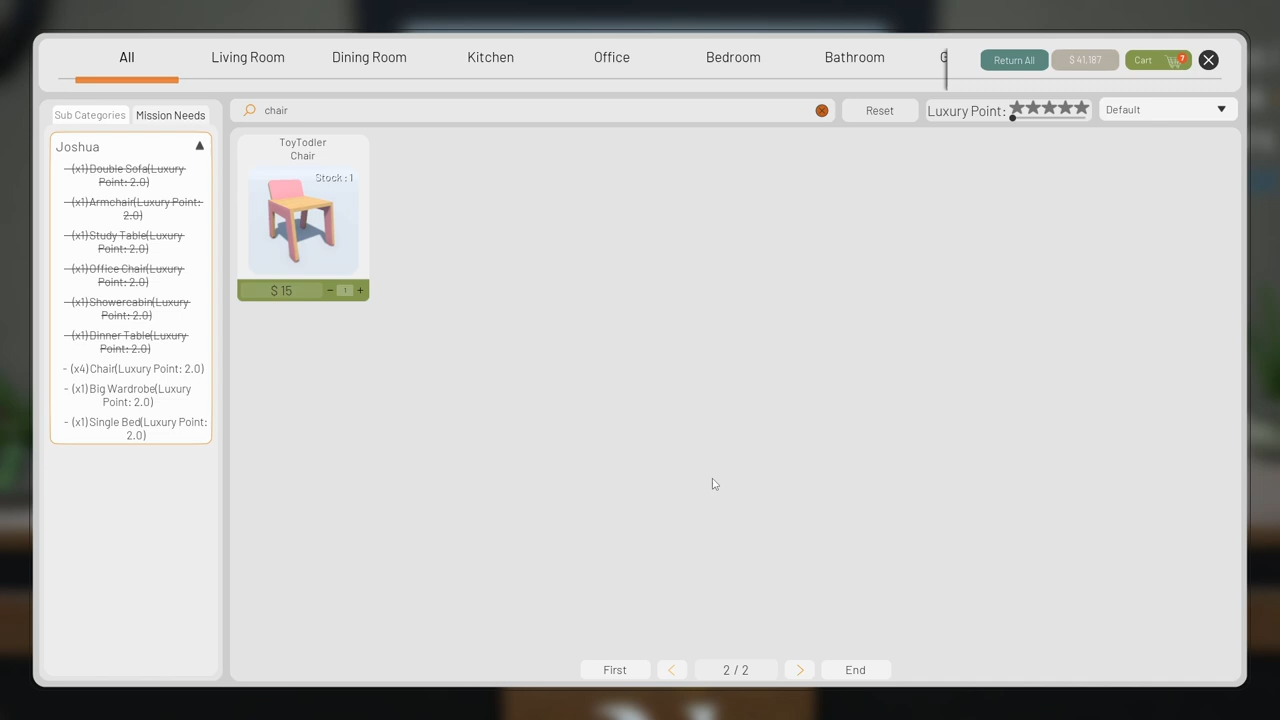 All
Living Room
Dining Room
Kitchen
Office
Bedroom
Bathroom
Return All
$ 41,187
Cart
7
Sub Categories
Mission Needs
chair
Reset
Luxury Point:
Default
Joshua
(x1)Double Sofa(Luxury
Point: 2.0)
(x1)Armchair(Luxury Point:
2.0)
(x1)Study Table(Luxury
Point: 2.0)
(x1)Office Chair(Luxury
Point: 2.0)
(x1)Showercabin(Luxury
Point: 2.0)
(x1)Dinner Table(Luxury
Point: 2.0)
- (x4)Chair(Luxury Point: 2.0)
- (x1)Big Wardrobe(Luxury
Point: 2.0)
- (x1)Single Bed(Luxury Point:
2.0)
ToyTodler
Chair
Stock : 1
$ 15
- 1 +
First
<
2 / 2
>
End